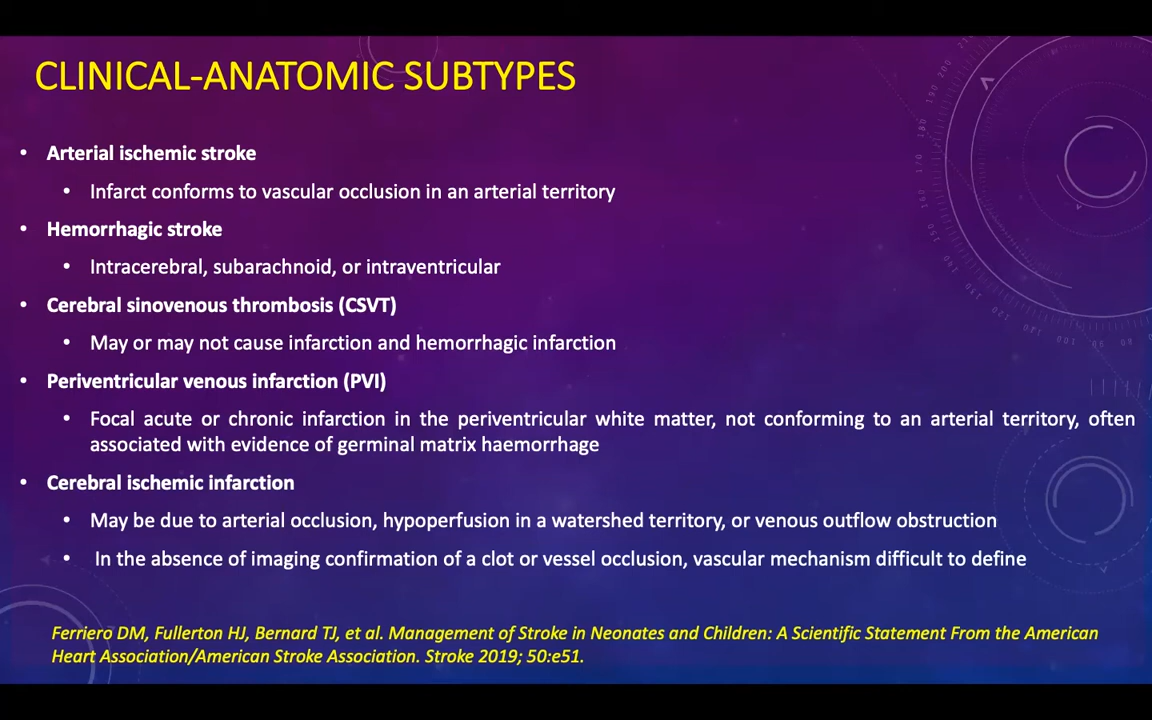 CLINICAL-ANATOMIC SUBTYPES
• Arterial ischemic stroke
• Infarct conforms to vascular occlusion in an arterial territory
• Hemorrhagic stroke
• Intracerebral, subarachnoid, or intraventricular
• Cerebral sinovenous thrombosis (CSVT)
• May or may not cause infarction and hemorrhagic infarction
• Periventricular venous infarction (PVI)
• Focal acute or chronic infarction in the periventricular white matter, not conforming to an arterial territory, often
associated with evidence of germinal matrix haemorrhage
• Cerebral ischemic infarction
• May be due to arterial occlusion, hypoperfusion in a watershed territory, or venous outflow obstruction
• In the absence of imaging confirmation of a clot or vessel occlusion, vascular mechanism difficult to define
Ferriero DM, Fullerton HJ, Bernard TJ, et al. Management of Stroke in Neonates and Children: A Scientific Statement From the American
Heart Association/American Stroke Association. Stroke 2019; 50:e51.